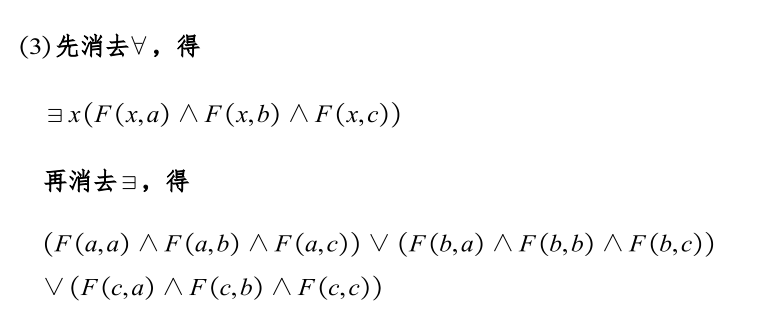 (3)先消去∀，得
∃x(F(x,a)∧F(x,b)∧F(x,c))
再消去∃，得
(F(a,a)∧F(a,b)∧F(a,c))∨(F(b,a)∧F(b,b)∧F(b,c))
∨(F(c,a)∧F(c,b)∧F(c,c))